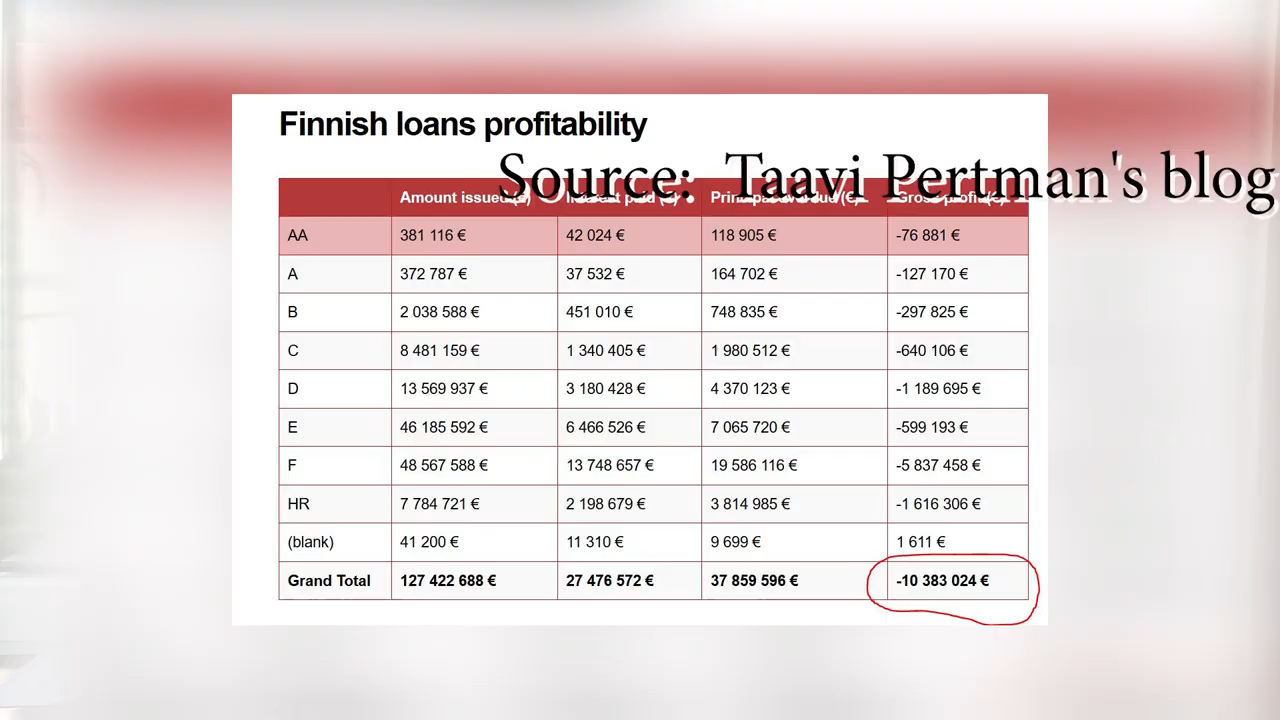 Finnish loans profitability
Source: Taavi Pertman's blog
Amount issued (€) paid (€) Principal overdue (€) Gross profit(€)
AA 381 116 € 42 024 € 118 905 € -76 881 €
A 372 787 € 37 532 € 164 702 € -127 170 €
B 2 038 588 € 451 010 € 748 835 € -297 825 €
C 8 481 159 € 1 340 405 € 1 980 512 € -640 106 €
D 13 569 937 € 3 180 428 € 4 370 123 € -1 189 695 €
E 46 185 592 € 6 466 526 € 7 065 720 € -599 193 €
F 48 567 588 € 13 748 657 € 19 586 116 € -5 837 458 €
HR 7 784 721 € 2 198 679 € 3 814 985 € -1 616 306 €
(blank) 41 200 € 11 310 € 9 699 € 1 611 €
Grand Total 127 422 688 € 27 476 572 € 37 859 596 € -10 383 024 €